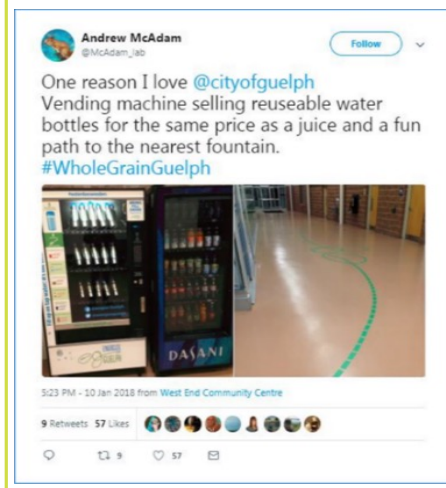 Andrew McAdam
@McAdam_lab
Follow
One reason I love @cityofguelph
Vending machine selling reuseable water
bottles for the same price as a juice and a fun
path to the nearest fountain.
#WholeGrainGuelph
DASANI
5:23 PM - 10 Jan 2018 from West End Community Centre
9 Retweets 57 Likes
9 57